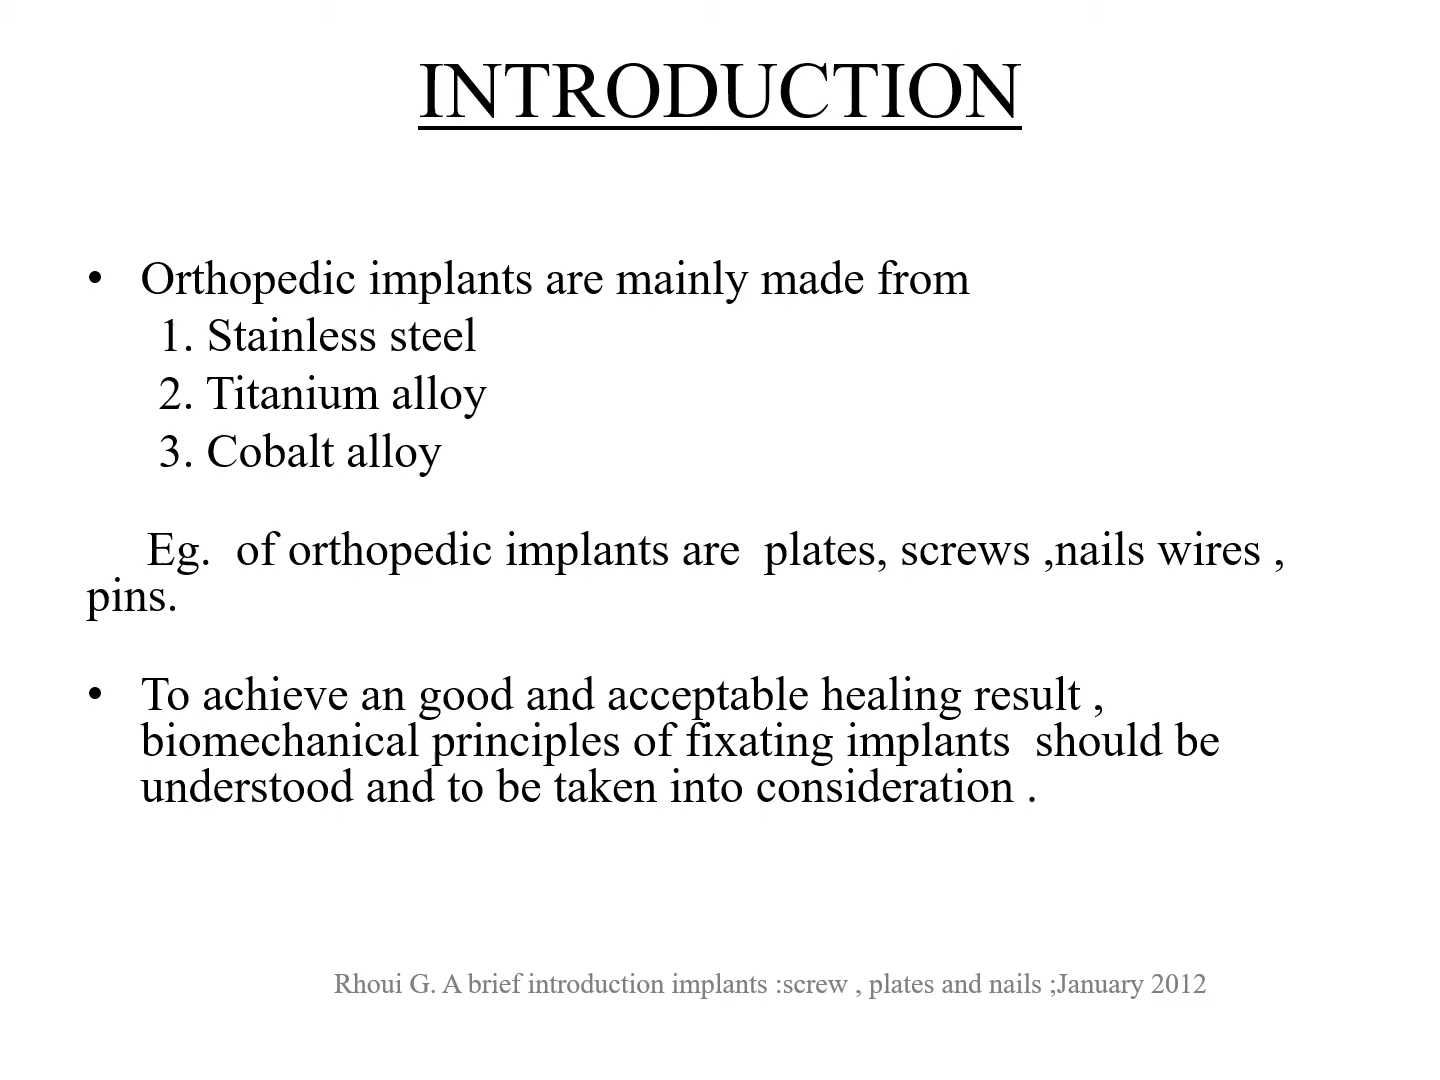 INTRODUCTION
• Orthopedic implants are mainly made from
1. Stainless steel
2. Titanium alloy
3. Cobalt alloy
Eg.  of orthopedic implants are  plates, screws ,nails wires ,
pins.
• To achieve an good and acceptable healing result ,
biomechanical principles of fixating implants  should be
understood and to be taken into consideration .
Rhoui G. A brief introduction implants :screw , plates and nails ;January 2012